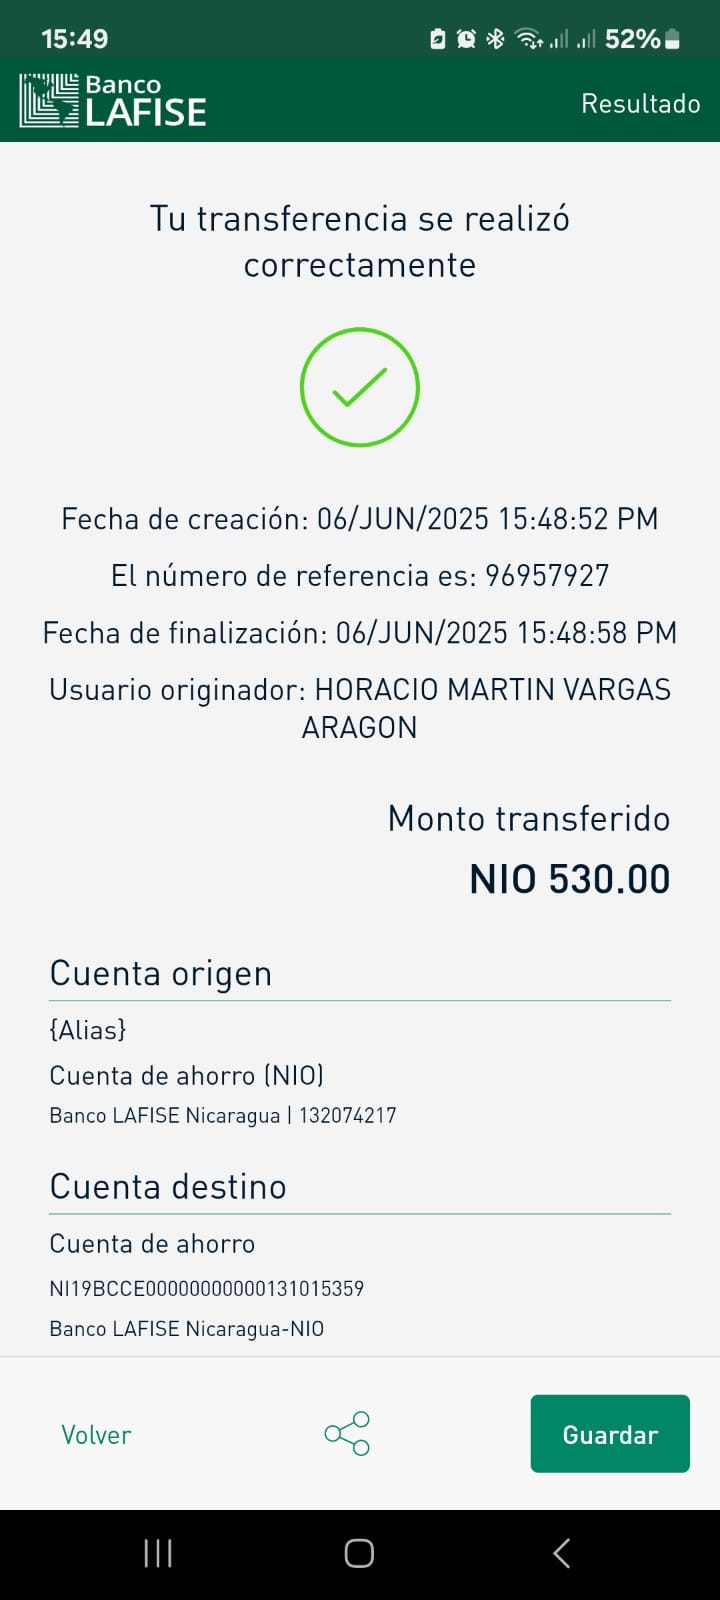 15:49
52%
Banco
LAFISE
Resultado
Tu transferencia se realizó
correctamente
Fecha de creación: 06/JUN/2025 15:48:52 PM
El número de referencia es: 96957927
Fecha de finalización: 06/JUN/2025 15:48:58 PM
Usuario originador: HORACIO MARTIN VARGAS
ARAGON
Monto transferido
NIO 530.00
Cuenta origen
{Alias}
Cuenta de ahorro (NIO)
Banco LAFISE Nicaragua | 132074217
Cuenta destino
Cuenta de ahorro
NI19BCCE00000000000131015359
Banco LAFISE Nicaragua-NIO
Volver
Guardar